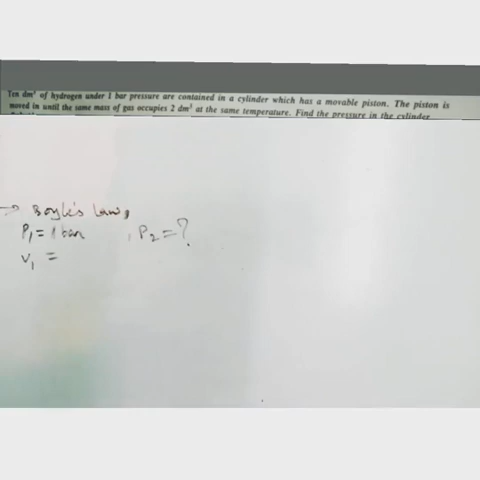 Ten dm³ of hydrogen under 1 bar pressure are contained in a cylinder which has a movable piston. The piston is
moved in until the same mass of gas occupies 2 dm³ at the same temperature. Find the pressure in the cylinder
→ Boyle's law,
P₁ = 1 bar , P₂ = ?
V₁ =